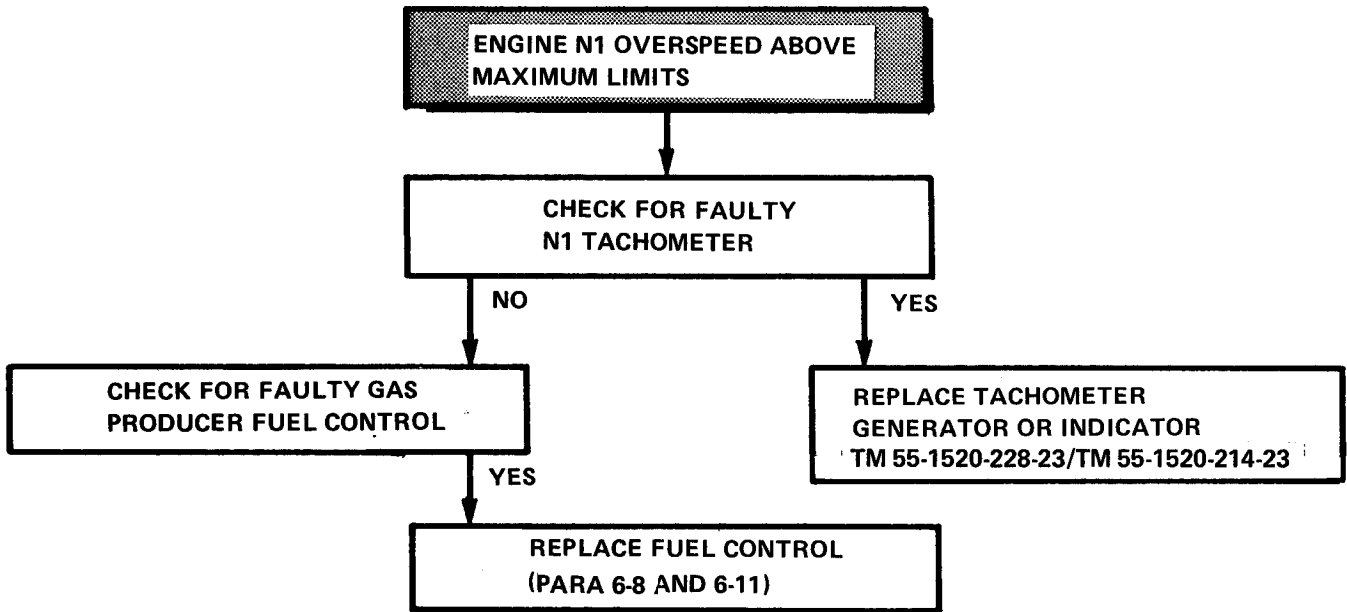 ENGINE N1 OVERSPEED ABOVE
MAXIMUM LIMITS
CHECK FOR FAULTY
N1 TACHOMETER
NO
YES
CHECK FOR FAULTY GAS
PRODUCER FUEL CONTROL
REPLACE TACHOMETER
GENERATOR OR INDICATOR
TM 55-1520-228-23/TM 55-1520-214-23
YES
REPLACE FUEL CONTROL
(PARA 6-8 AND 6-11)